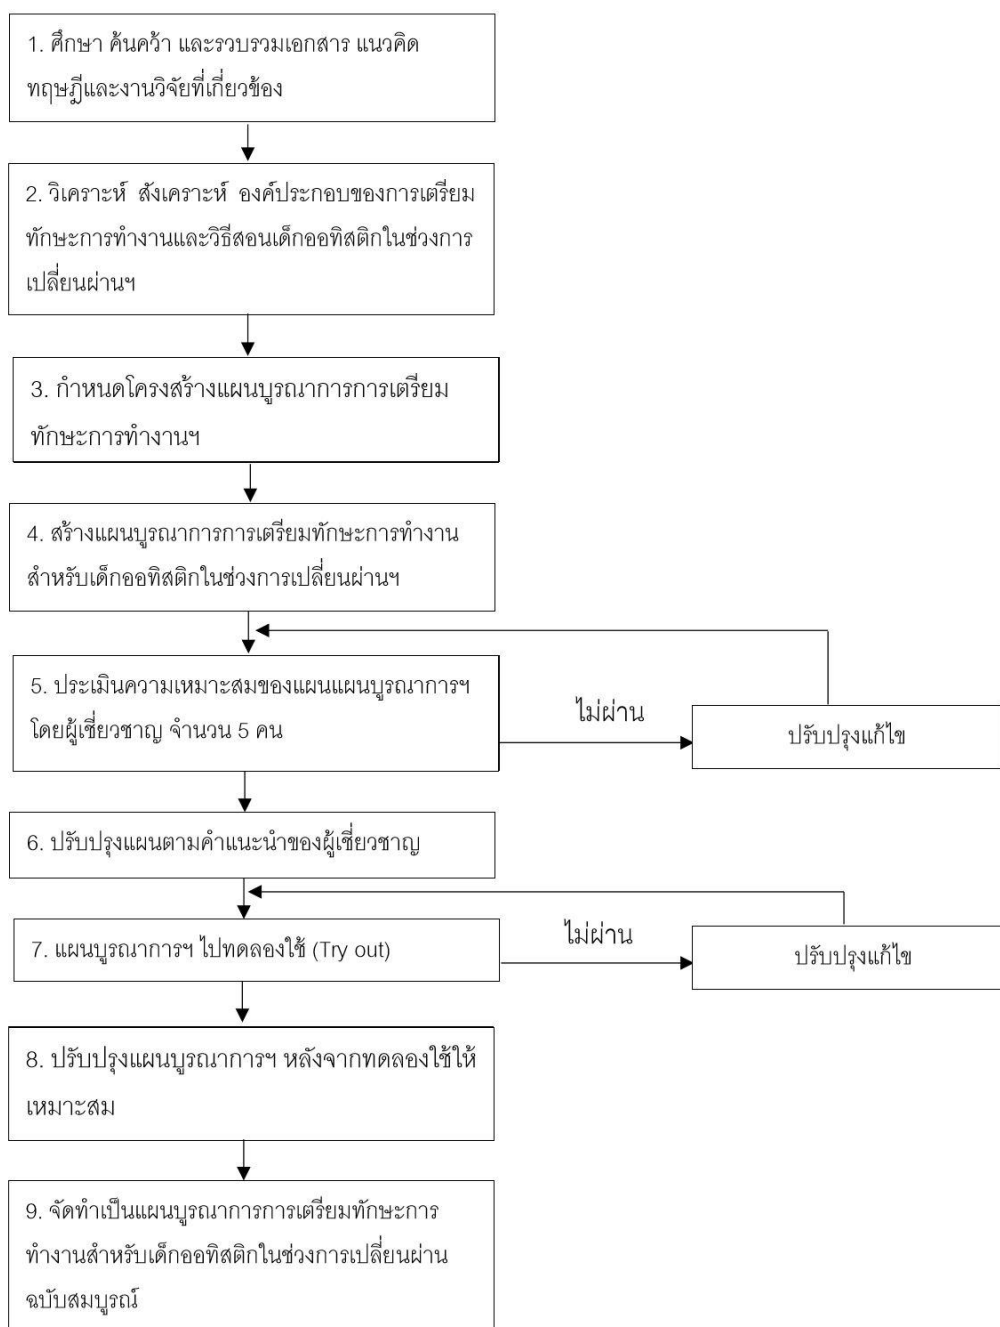 1. ศึกษา ค้นคว้า และรวบรวมเอกสาร แนวคิด
ทฤษฎีและงานวิจัยที่เกี่ยวข้อง
2. วิเคราะห์ สังเคราะห์ องค์ประกอบของการเตรียม
ทักษะการทำงานและวิธีสอนเด็กออทิสติกในช่วงการ
เปลี่ยนผ่านฯ
3. กำหนดโครงสร้างแผนบูรณาการการเตรียม
ทักษะการทำงานฯ
4. สร้างแผนบูรณาการการเตรียมทักษะการทำงาน
สำหรับเด็กออทิสติกในช่วงการเปลี่ยนผ่านฯ
5. ประเมินความเหมาะสมของแผนแผนบูรณาการฯ
โดยผู้เชี่ยวชาญ จำนวน 5 คน
ไม่ผ่าน
ปรับปรุงแก้ไข
6. ปรับปรุงแผนตามคำแนะนำของผู้เชี่ยวชาญ
7. แผนบูรณาการฯ ไปทดลองใช้ (Try out)
ไม่ผ่าน
ปรับปรุงแก้ไข
8. ปรับปรุงแผนบูรณาการฯ หลังจากทดลองใช้ให้
เหมาะสม
9. จัดทำเป็นแผนบูรณาการการเตรียมทักษะการ
ทำงานสำหรับเด็กออทิสติกในช่วงการเปลี่ยนผ่าน
ฉบับสมบูรณ์